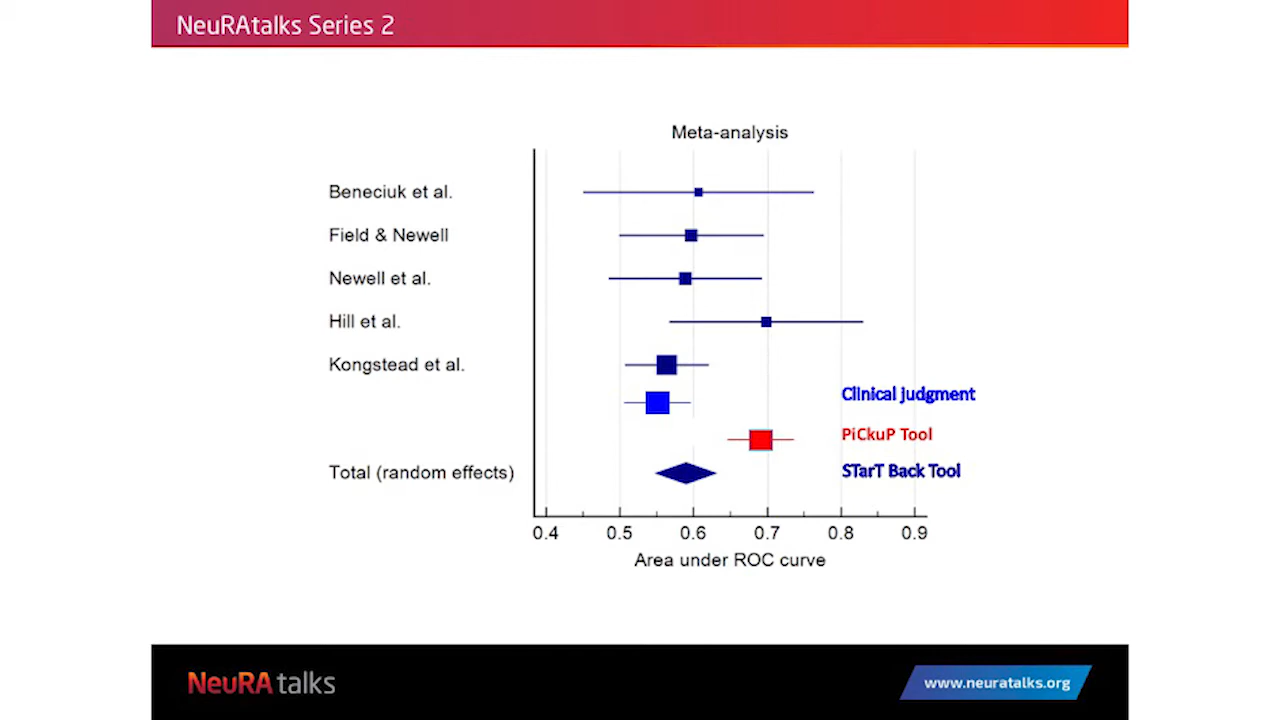 NeuRAtalks Series 2
Meta-analysis
Beneciuk et al.
Field & Newell
Newell et al.
Hill et al.
Kongstead et al.
Clinical judgment
PiCkuP Tool
Total (random effects)
STarT Back Tool
0.4 0.5 0.6 0.7 0.8 0.9
Area under ROC curve
NeuRA talks
www.neuratalks.org